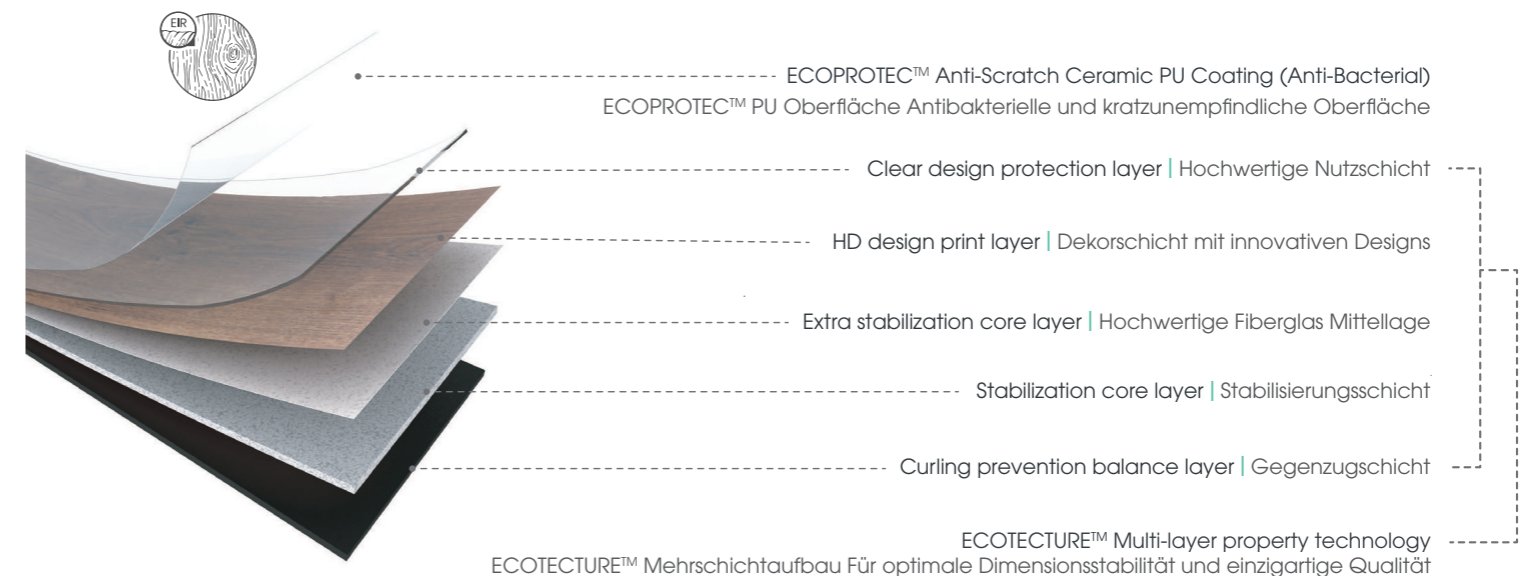 EIR
ECOPROTEC™ Anti-Scratch Ceramic PU Coating (Anti-Bacterial)
ECOPROTEC™ PU Oberfläche Antibakterielle und kratzunempfindliche Oberfläche
Clear design protection layer | Hochwertige Nutzschicht
HD design print layer | Dekorschicht mit innovativen Designs
Extra stabilization core layer | Hochwertige Fiberglas Mittellage
Stabilization core layer | Stabilisierungsschicht
Curling prevention balance layer | Gegenzugschicht
ECOTECTURE™ Multi-layer property technology
ECOTECTURE™ Mehrschichtaufbau Für optimale Dimensionsstabilität und einzigartige Qualität